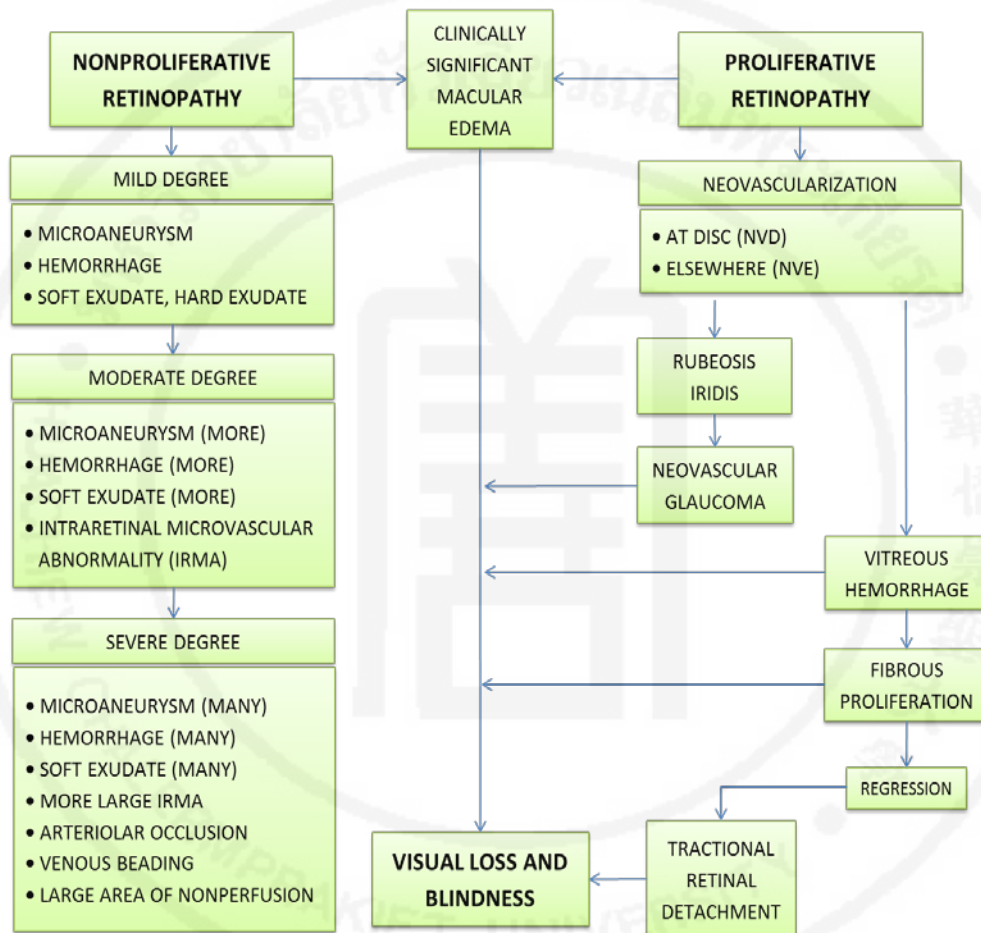 NONPROLIFERATIVE
RETINOPATHY
CLINICALLY
SIGNIFICANT
MACULAR
EDEMA
PROLIFERATIVE
RETINOPATHY
MILD DEGREE
• MICROANEURYSM
• HEMORRHAGE
• SOFT EXUDATE, HARD EXUDATE
MODERATE DEGREE
• MICROANEURYSM (MORE)
• HEMORRHAGE (MORE)
• SOFT EXUDATE (MORE)
• INTRARETINAL MICROVASCULAR
ABNORMALITY (IRMA)
SEVERE DEGREE
• MICROANEURYSM (MANY)
• HEMORRHAGE (MANY)
• SOFT EXUDATE (MANY)
• MORE LARGE IRMA
• ARTERIOLAR OCCLUSION
• VENOUS BEADING
• LARGE AREA OF NONPERFUSION
NEOVASCULARIZATION
• AT DISC (NVD)
• ELSEWHERE (NVE)
RUBEOSIS
IRIDIS
NEOVASCULAR
GLAUCOMA
VITREOUS
HEMORRHAGE
FIBROUS
PROLIFERATION
REGRESSION
TRACTIONAL
RETINAL
DETACHMENT
VISUAL LOSS AND
BLINDNESS